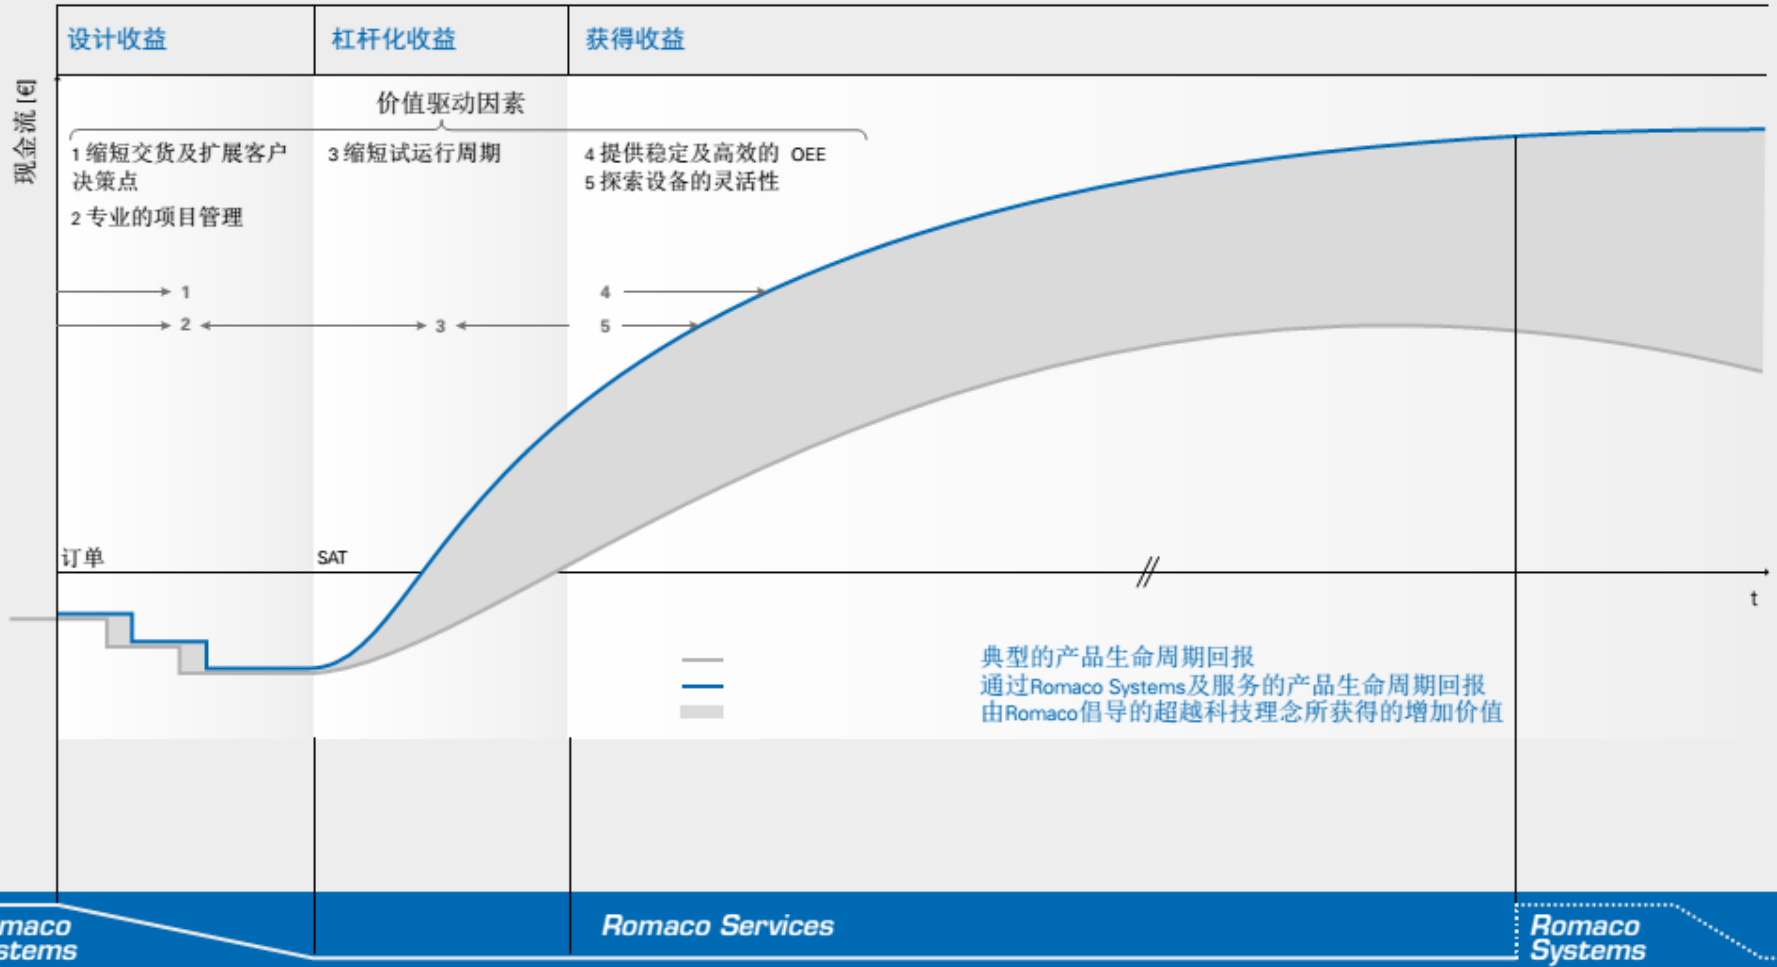 设计收益
杠杆化收益
获得收益
现金流 [€]
价值驱动因素
1 缩短交货及扩展客户
决策点
2 专业的项目管理
3 缩短试运行周期
4 提供稳定及高效的 OEE
5 探索设备的灵活性
1
2
3
4
5
订单
SAT
t
典型的产品生命周期回报
通过Romaco Systems及服务的产品生命周期回报
由Romaco倡导的超越科技理念所获得的增加价值
maco
stems
Romaco Services
Romaco
Systems